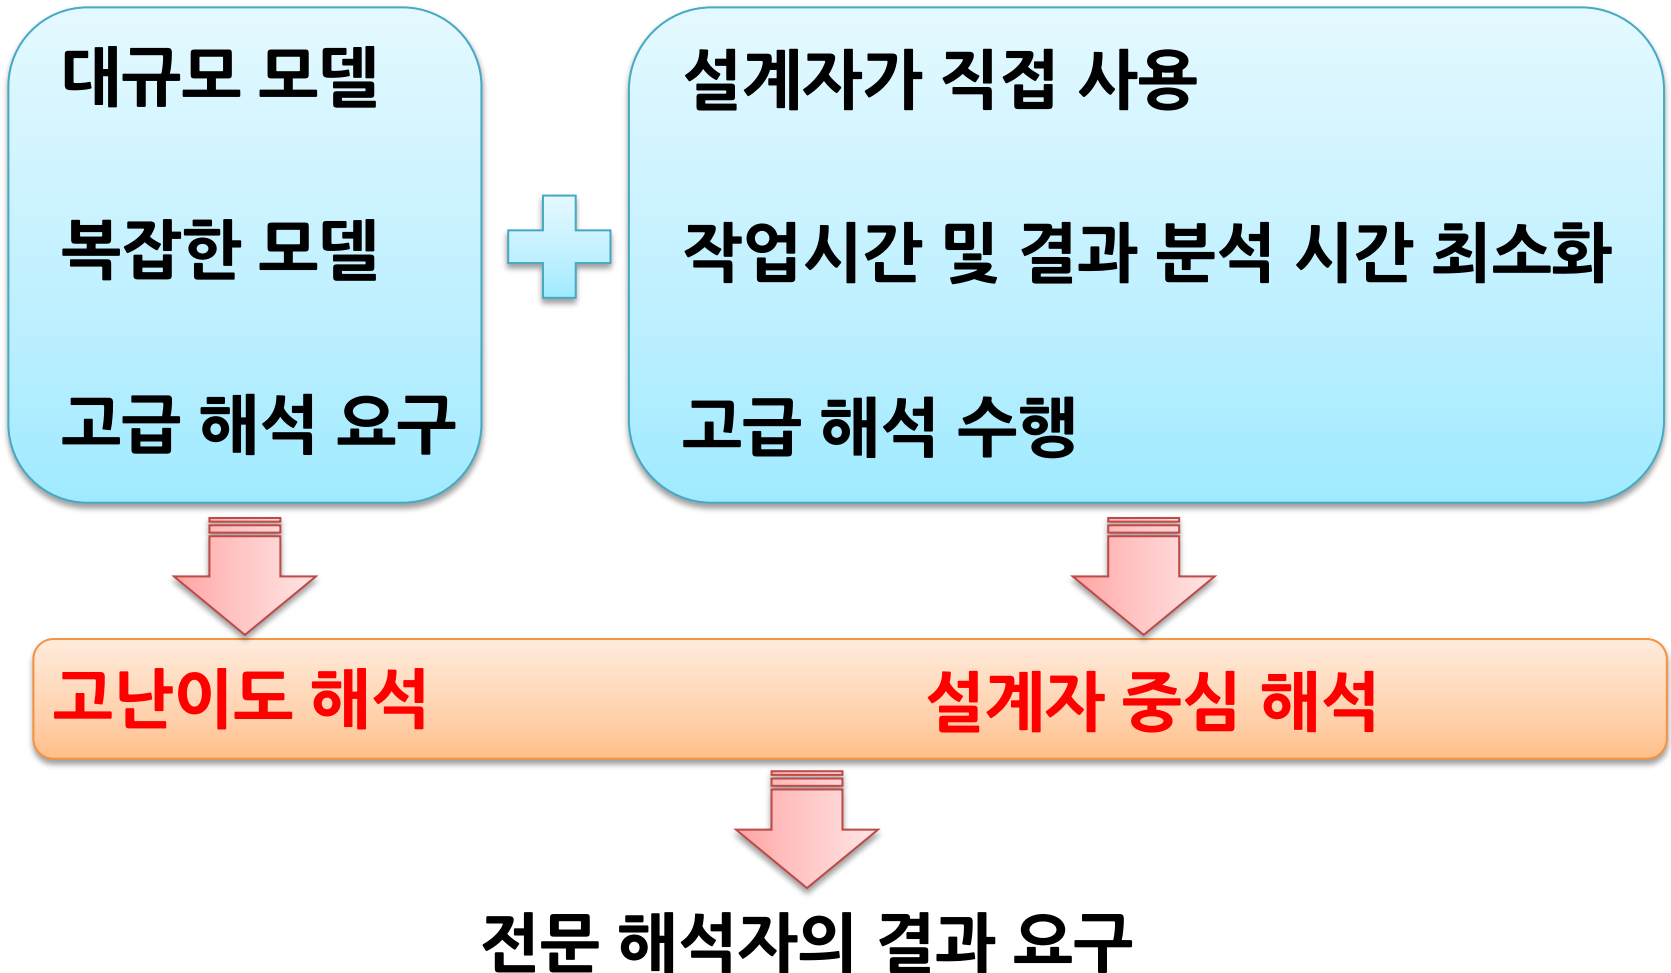 대규모 모델
복잡한 모델
고급 해석 요구
설계자가 직접 사용
작업시간 및 결과 분석 시간 최소화
고급 해석 수행
고난이도 해석
설계자 중심 해석
전문 해석자의 결과 요구